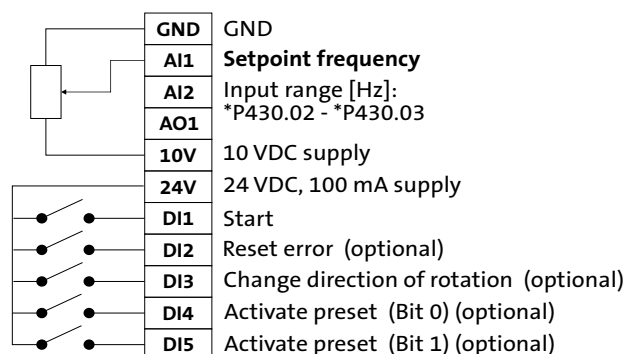 GND GND
AI1 Setpoint frequency
AI2 Input range [Hz]:
*P430.02 - *P430.03
AO1
10V 10 VDC supply
24V 24 VDC, 100 mA supply
DI1 Start
DI2 Reset error (optional)
DI3 Change direction of rotation (optional)
DI4 Activate preset (Bit 0) (optional)
DI5 Activate preset (Bit 1) (optional)